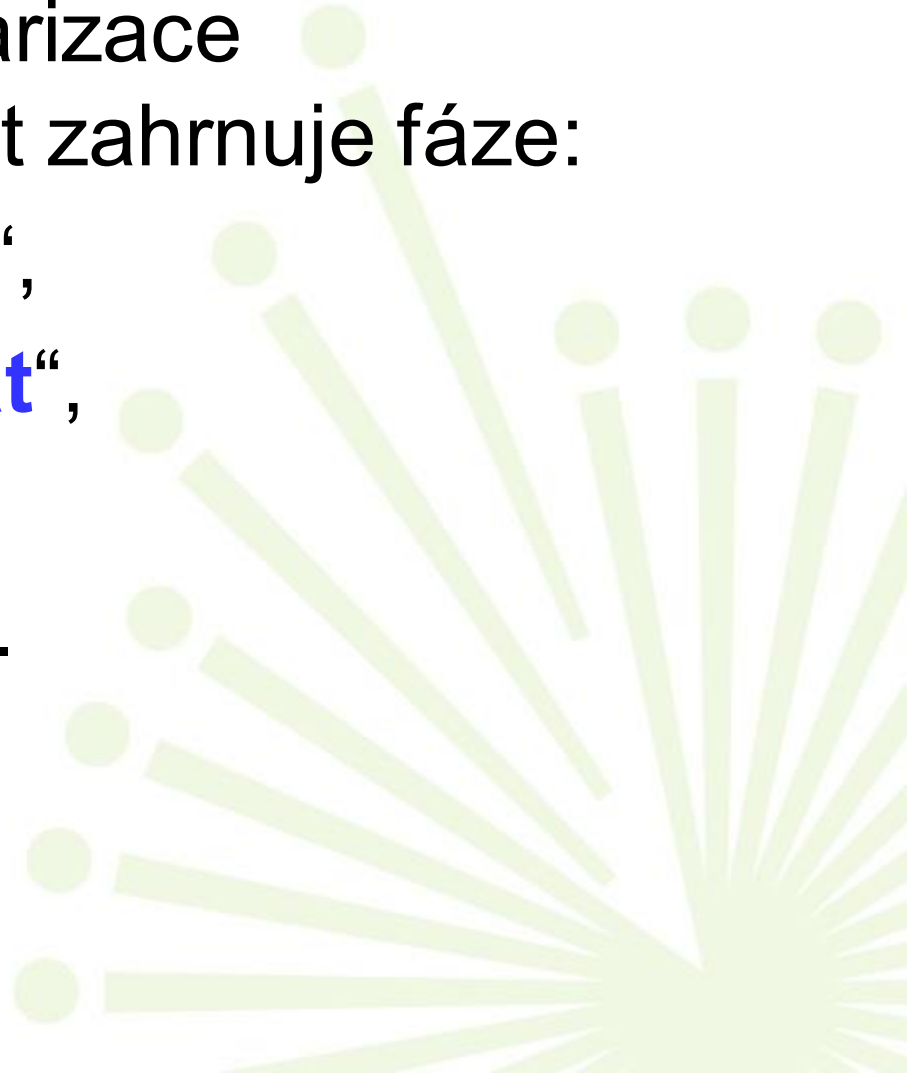 arizace
t zahrnuje fáze:
“,
t“,
.